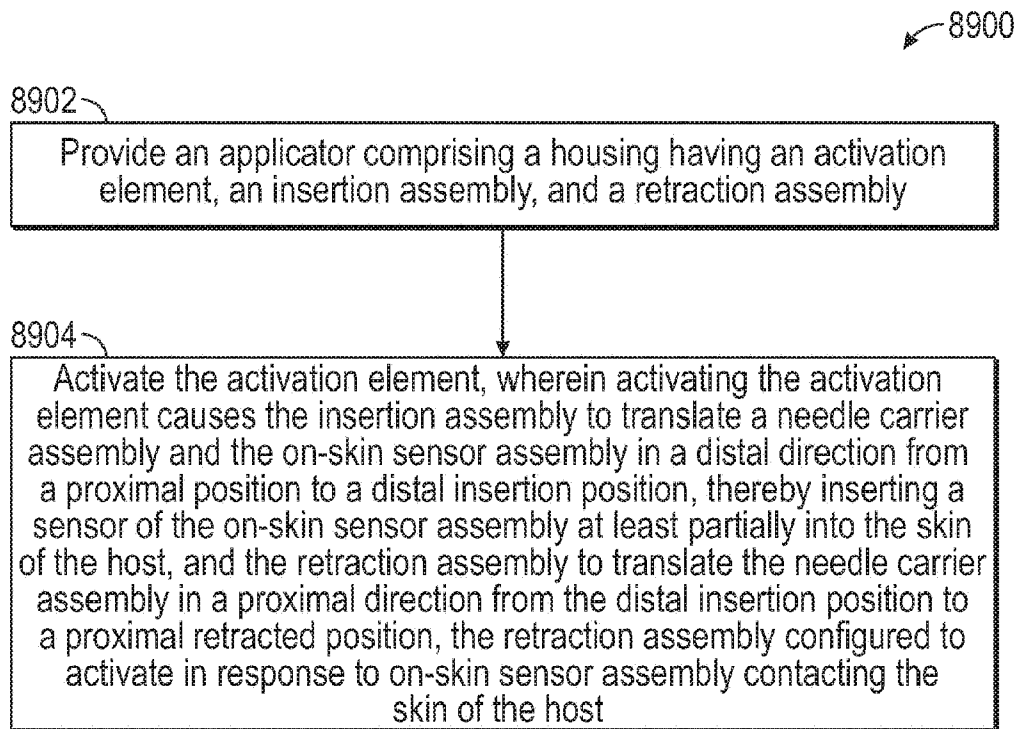 8900
8902
Provide an applicator comprising a housing having an activation
element, an insertion assembly, and a retraction assembly
8904
Activate the activation element, wherein activating the activation
element causes the insertion assembly to translate a needle carrier
assembly and the on-skin sensor assembly in a distal direction from
a proximal position to a distal insertion position, thereby inserting a
sensor of the on-skin sensor assembly at least partially into the skin
of the host, and the retraction assembly to translate the needle carrier
assembly in a proximal direction from the distal insertion position to
a proximal retracted position, the retraction assembly configured to
activate in response to on-skin sensor assembly contacting the
skin of the host